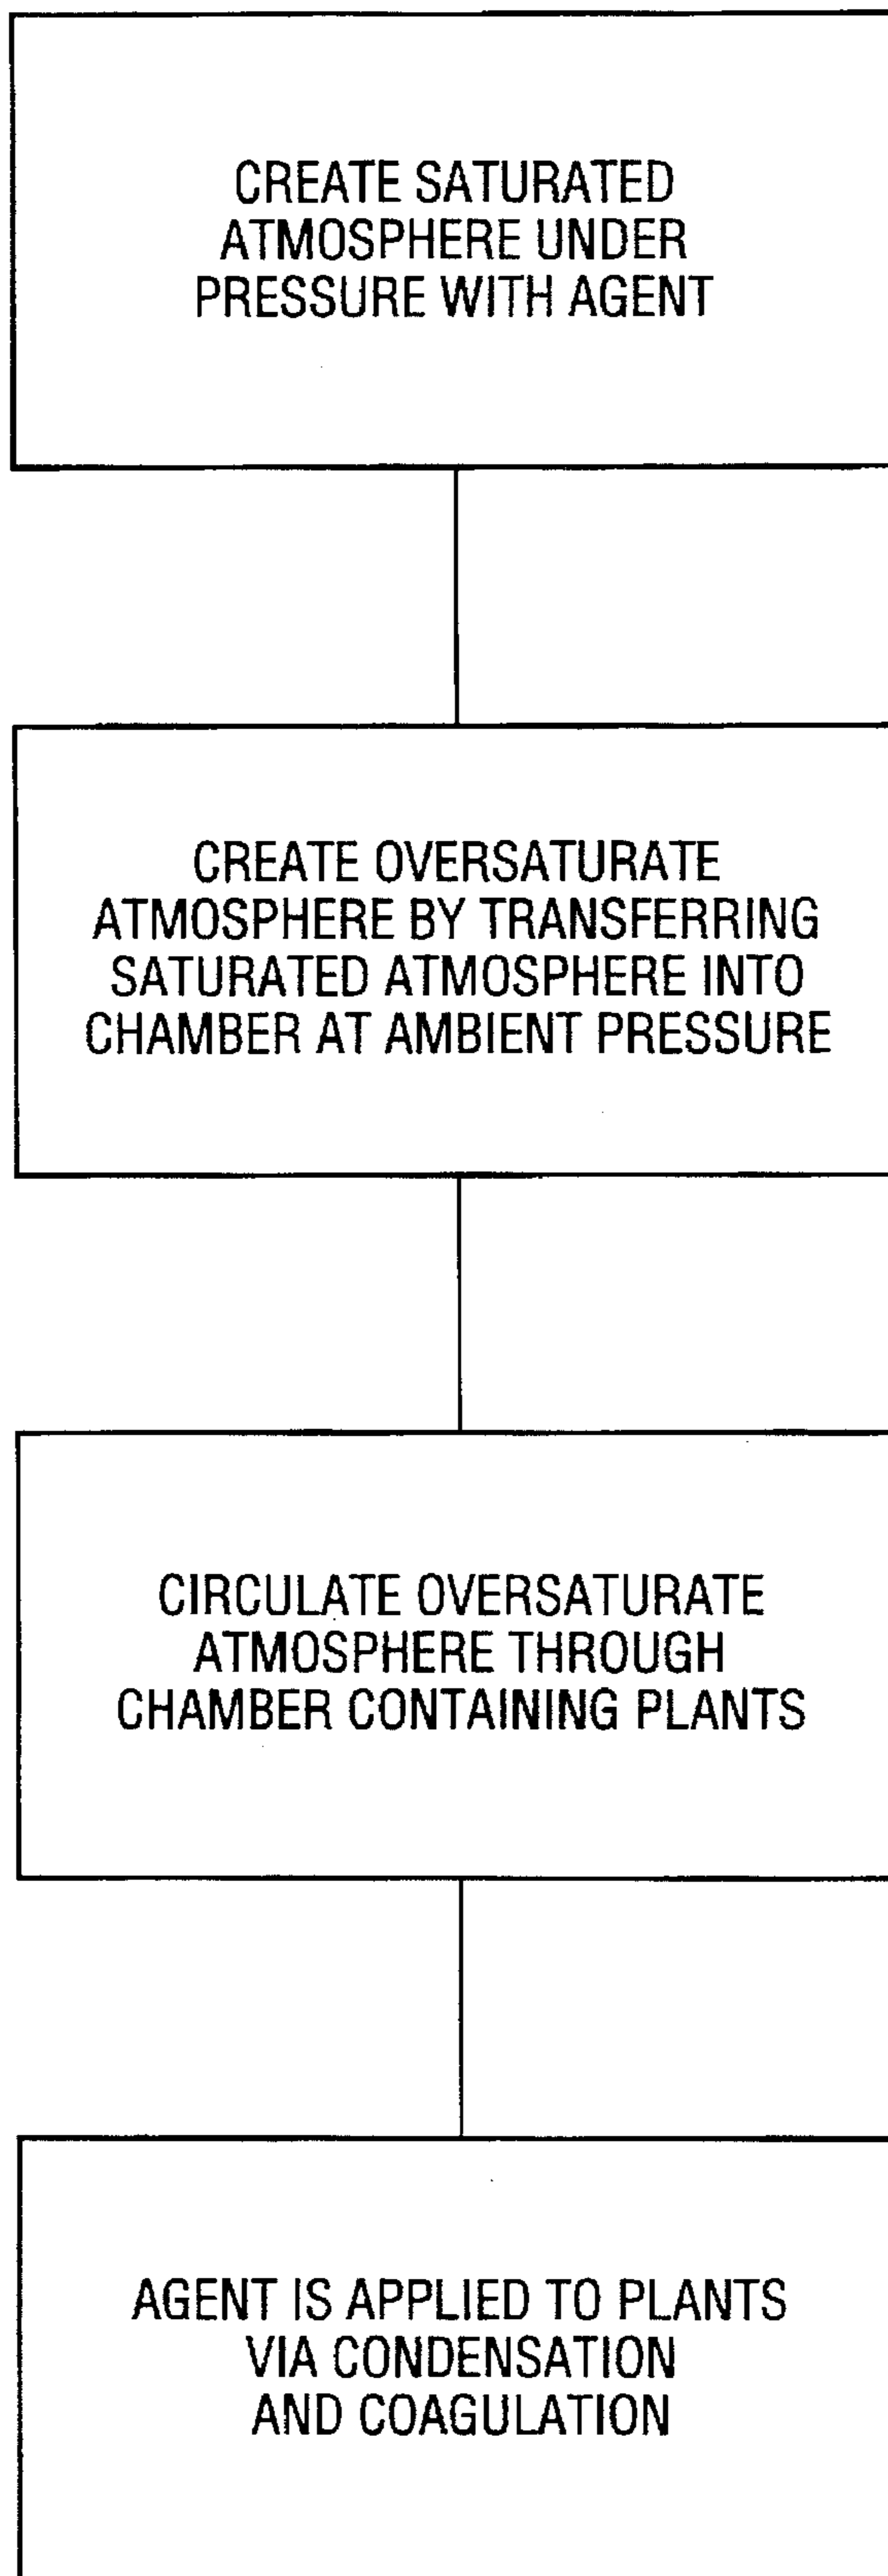 CREATE SATURATED
ATMOSPHERE UNDER
PRESSURE WITH AGENT
CREATE OVERSATURATE
ATMOSPHERE BY TRANSFERRING
SATURATED ATMOSPHERE INTO
CHAMBER AT AMBIENT PRESSURE
CIRCULATE OVERSATURATE
ATMOSPHERE THROUGH
CHAMBER CONTAINING PLANTS
AGENT IS APPLIED TO PLANTS
VIA CONDENSATION
AND COAGULATION